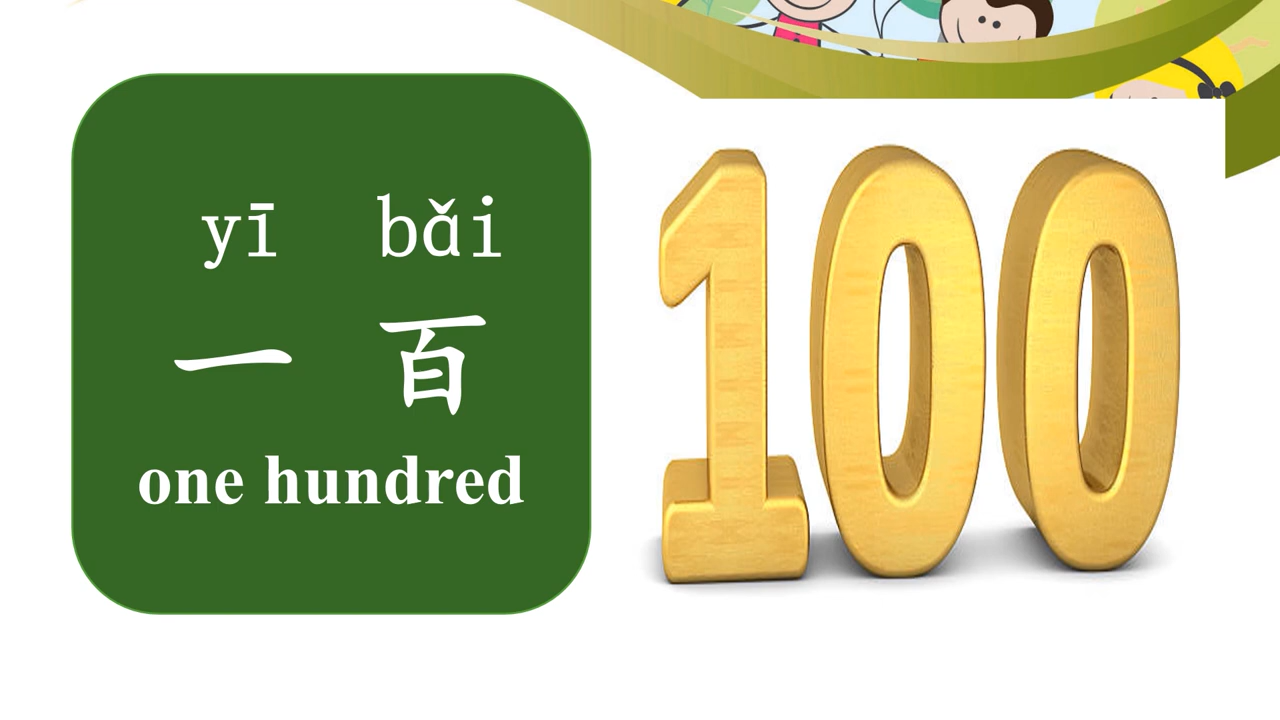 yī bǎi
一 百
one hundred
100